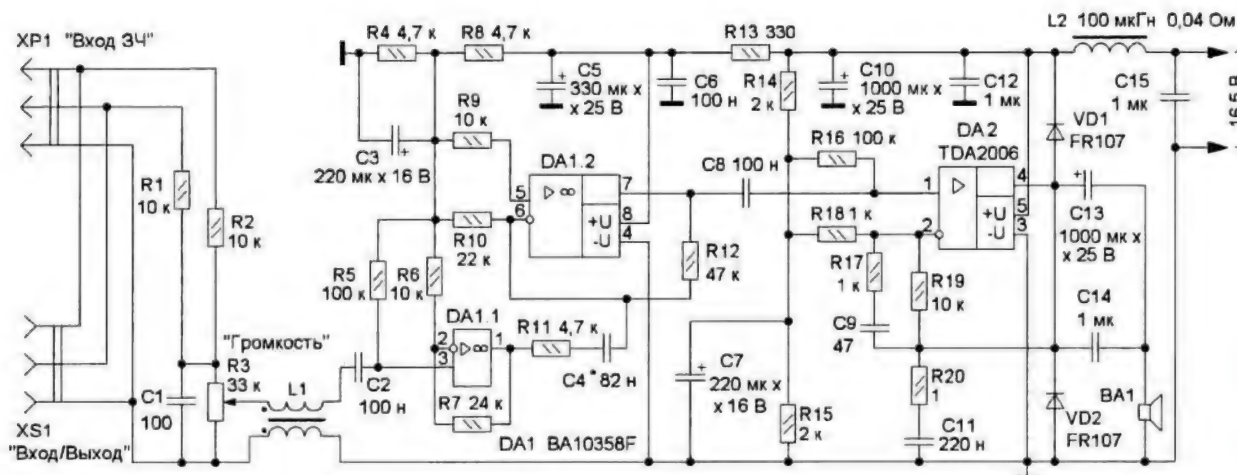 XP1 "Вход ЗЧ"
R4 4,7 к
R8 4,7 к
R13 330
L2 100 мкГн 0,04 Ом
C5
330 мк х
х 25 В
C6
100 н
R14
2 к
C10
1000 мк х
х 25 В
C12
1 мк
C15
1 мк
16,5 В
R9
10 к
C3
220 мк х 16 В
DA1.2
R16 100 к
DA2
TDA2006
VD1
FR107
R1
10 к
R2
10 к
5
6
▷ ∞
+U
-U
7
8
4
C8 100 н
1
2
▷
+U
-U
4
5
3
C13
1000 мк х
х 25 В
R10
22 к
R12
47 к
R18 1 к
R17
1 к
R19
10 к
R5
100 к
R6
10 к
C14
1 мк
"Громкость"
DA1.1
2
3
▷∞
1
R11 4,7 к
C4 * 82 н
C9
47
R3
33 к
L1
C2
100 н
C7
220 мк х
х 16 В
R20
1
BA1
C1
100
R7 24 к
R15
2 к
C11
220 н
VD2
FR107
XS1
"Вход/Выход"
DA1 BA10358F